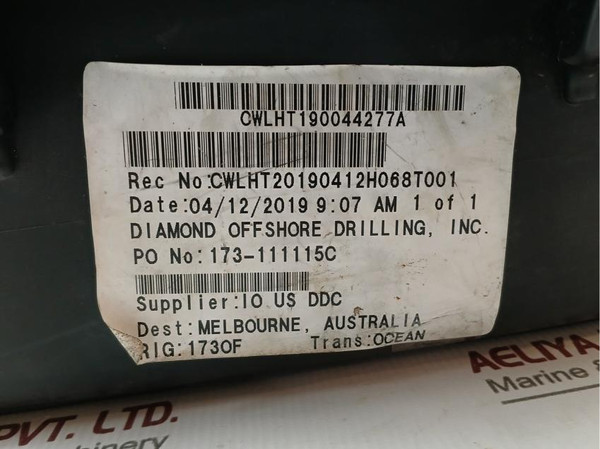 CWLHT190044277A
Rec No:CWLHT20190412H068T001
Date:04/12/2019 9:07 AM 1 of 1
DIAMOND OFFSHORE DRILLING, INC.
PO No: 173-111115C
Supplier:IO US DDC
Dest: MELBOURNE, AUSTRALIA
RIG: 173OF Trans:OCEAN
AELIYA
Marine
PVT. LTD.